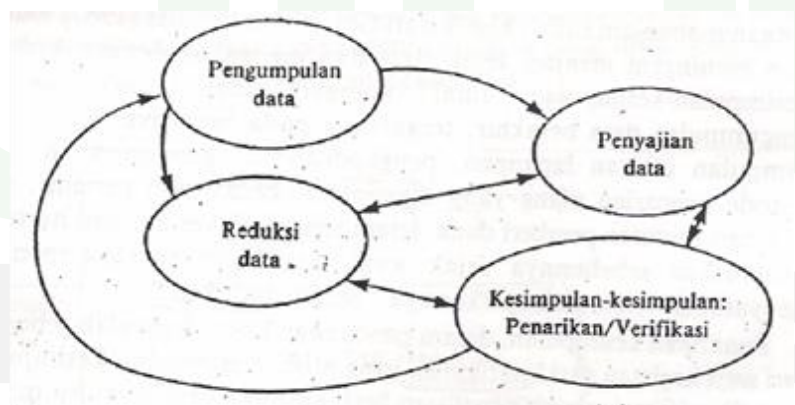 Pengumpulan
data
Penyajian
data
Reduksi
data
Kesimpulan-kesimpulan:
Penarikan/Verifikasi